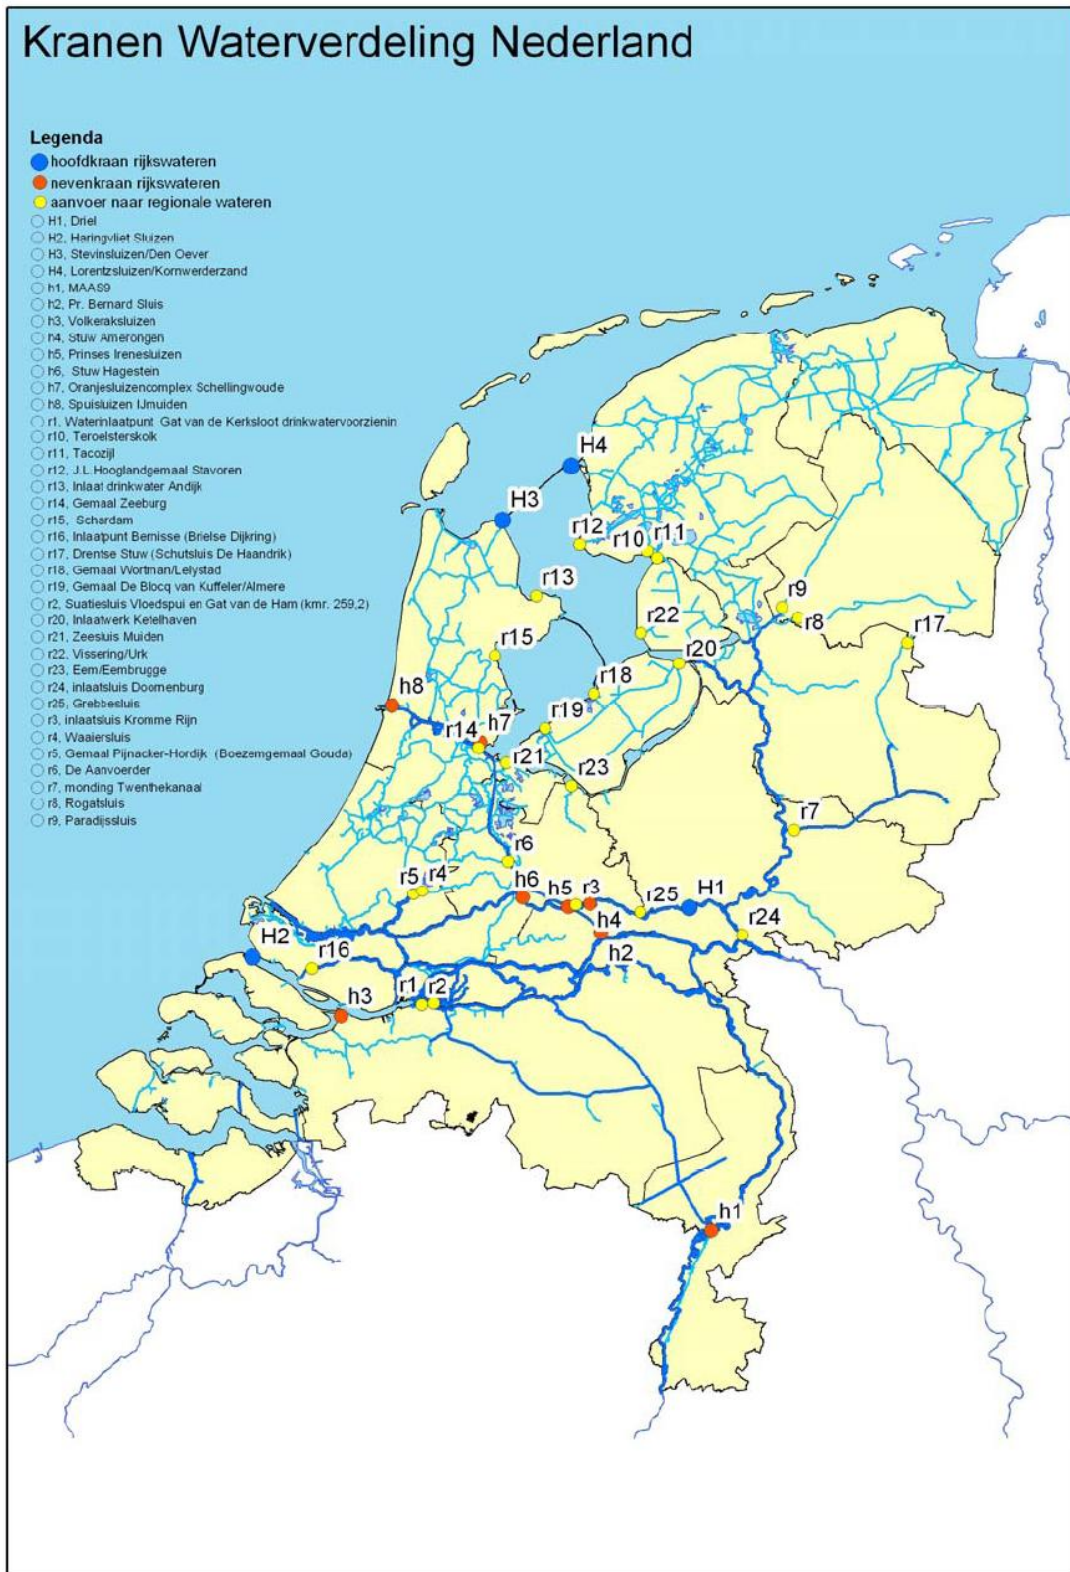 Kranen Waterverdeling Nederland
Legenda
hoofdkraan rijkswateren
nevenkraan rijkswateren
aanvoer naar regionale wateren
H1, Driel
H2, Haringvliet Sluizen
H3, Stevinsluizen/Den Oever
H4, Lorentzsluizen/Kornwerderzand
h1, MAAS9
h2, Pr. Bernard Sluis
h3, Volkeraksluizen
h4, Stuw Amerongen
h5, Prinses Irenesluizen
h6, Stuw Hagestein
h7, Oranjesluizencomplex Schellingwoude
h8, Spuisluizen IJmuiden
r1, Waterinlaatpunt Gat van de Kerksloot drinkwatervoorzienin
r10, Teroelsterkolk
r11, Tacozijl
r12, J.L.Hooglandgemaal Stavoren
r13, Inlaat drinkwater Andijk
r14, Gemaal Zeeburg
r15, Schardam
r16, Inlaatpunt Bernisse (Brielse Dijkring)
r17, Drentse Stuw (Schutsluis De Haandrik)
r18, Gemaal Wortman/Lelystad
r19, Gemaal De Blocq van Kuffeler/Almere
r2, Suatiesluis Vloedspui en Gat van de Ham (kmr. 259,2)
r20, Inlaatwerk Ketelhaven
r21, Zeesluis Muiden
r22, Vissering/Urk
r23, Eem/Eembrugge
r24, inlaatsluis Doornenburg
r25, Grebbesluis
r3, inlaatsluis Kromme Rijn
r4, Waaiersluis
r5, Gemaal Pijnacker-Hordijk (Boezemgemaal Gouda)
r6, De Aanvoerder
r7, monding Twenthekanaal
r8, Rogatsluis
r9, Paradijssluis
H4
H3
r12
r10
r11
r13
r9
r8
r22
r17
r15
r20
r18
h8
r19
r14
h7
r21
r23
r7
r6
r5
r4
h6
h5
r3
r25
H1
r24
h4
H2
r16
h2
r1
r2
h3
h1